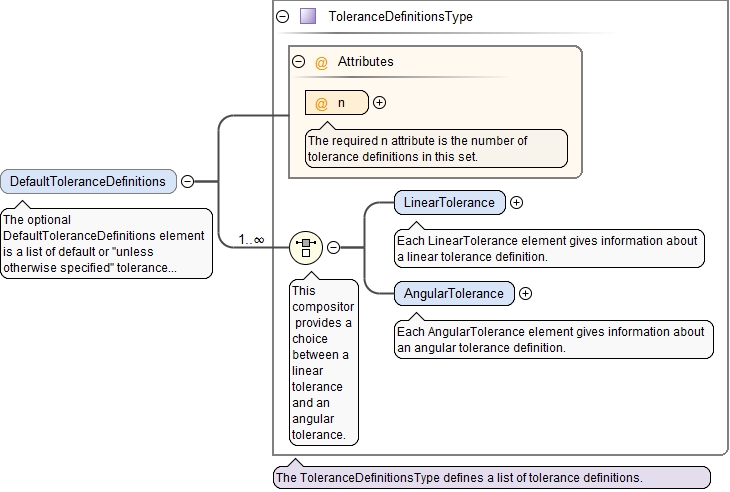 ToleranceDefinitionsType
@ Attributes
@ n
The required n attribute is the number of
tolerance definitions in this set.
DefaultToleranceDefinitions
The optional
DefaultToleranceDefinitions element
is a list of default or "unless
otherwise specified" tolerance...
1..∞
This
compositor
provides a
choice
between a
linear
tolerance
and an
angular
tolerance.
LinearTolerance
Each LinearTolerance element gives information about
a linear tolerance definition.
AngularTolerance
Each AngularTolerance element gives information about
an angular tolerance definition.
The ToleranceDefinitionsType defines a list of tolerance definitions.